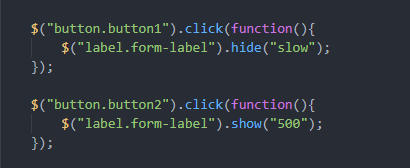 $("button.button1").click(function(){
    $("label.form-label").hide("slow");
});

$("button.button2").click(function(){
    $("label.form-label").show("500");
});